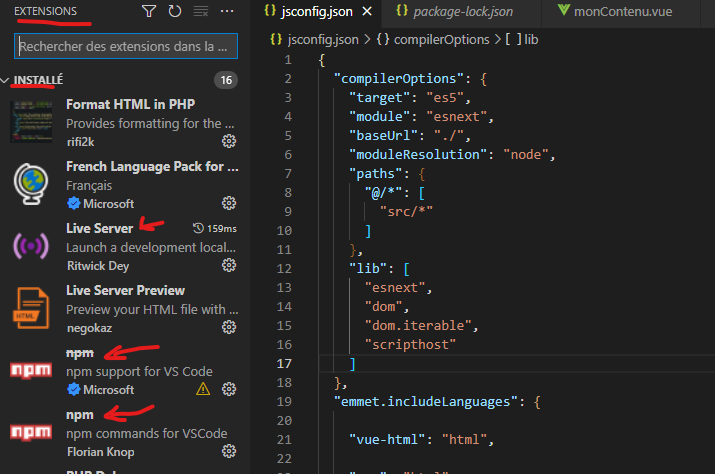 EXTENSIONS
Rechercher des extensions dans la ...
INSTALLÉ 16
Format HTML in PHP
Provides formatting for the ...
rifi2k
French Language Pack for ...
Français
Microsoft
Live Server 159ms
Launch a development local...
Ritwick Dey
HTML
Live Server Preview
Preview your HTML file with ...
negokaz
npm
npm
npm support for VS Code
Microsoft
npm
npm
npm commands for VSCode
Florian Knop
jsconfig.json
package-lock.json
monContenu.vue
jsconfig.json > {} compilerOptions > [ ] lib
1 {
2 "compilerOptions": {
3 "target": "es5",
4 "module": "esnext",
5 "baseUrl": "./",
6 "moduleResolution": "node",
7 "paths": {
8 "@/*": [
9 "src/*"
10 ]
11 },
12 "lib": [
13 "esnext",
14 "dom",
15 "dom.iterable",
16 "scripthost"
17 ]
18 },
19 "emmet.includeLanguages": {
20
21 "vue-html": "html",
22